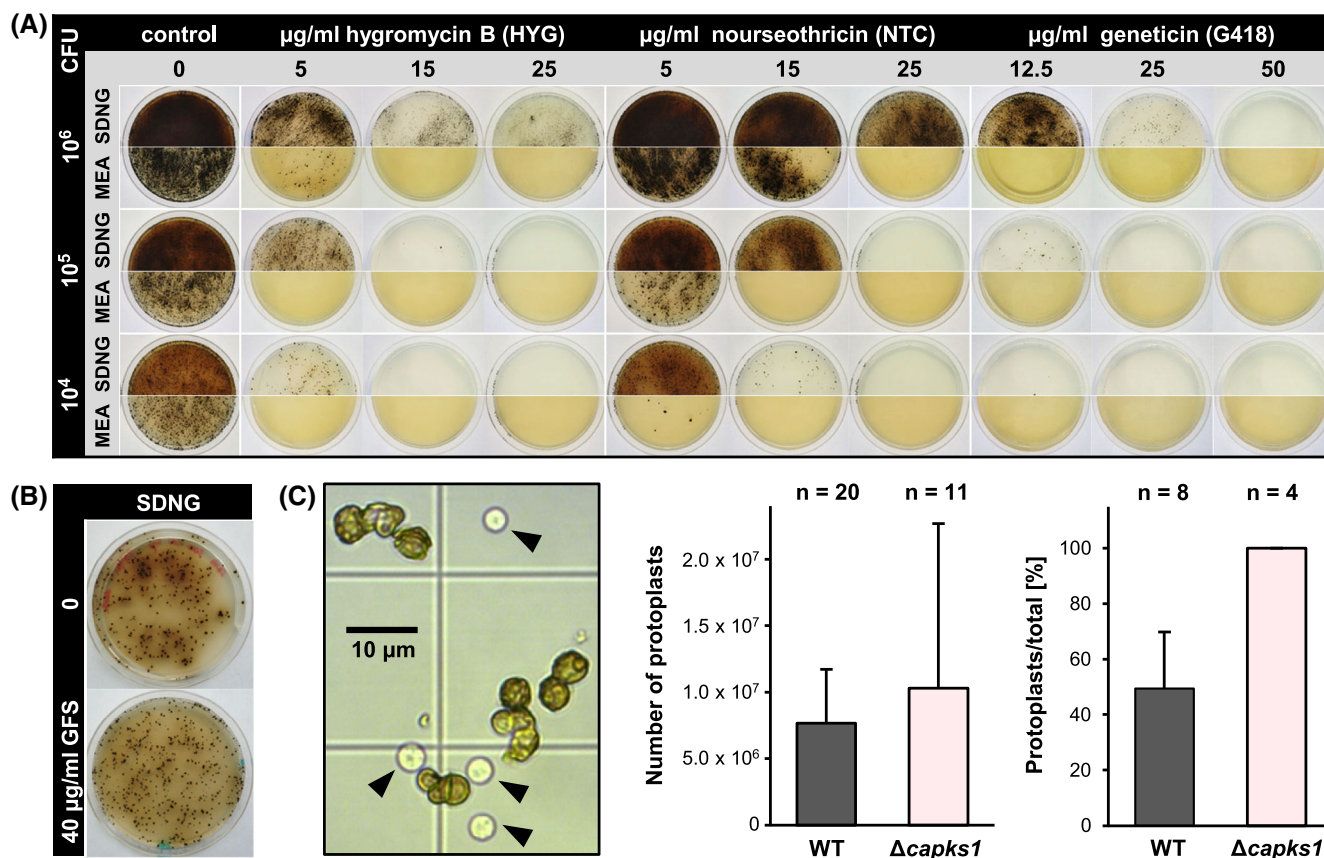 (A)
CFU
control
µg/ml hygromycin B (HYG)
µg/ml nourseothricin (NTC)
µg/ml geneticin (G418)
0 5 15 25 5 15 25 12.5 25 50
10⁶
SDNG
MEA
10⁵
SDNG
MEA
10⁴
SDNG
MEA
(B)
SDNG
0
40 µg/ml GFS
(C)
10 µm
n = 20 n = 11
Number of protoplasts
2.0 x 10⁷
1.5 x 10⁷
1.0 x 10⁷
5.0 x 10⁶
0
WT Δcapks1
n = 8 n = 4
Protoplasts/total [%]
100
80
60
40
20
0
WT Δcapks1